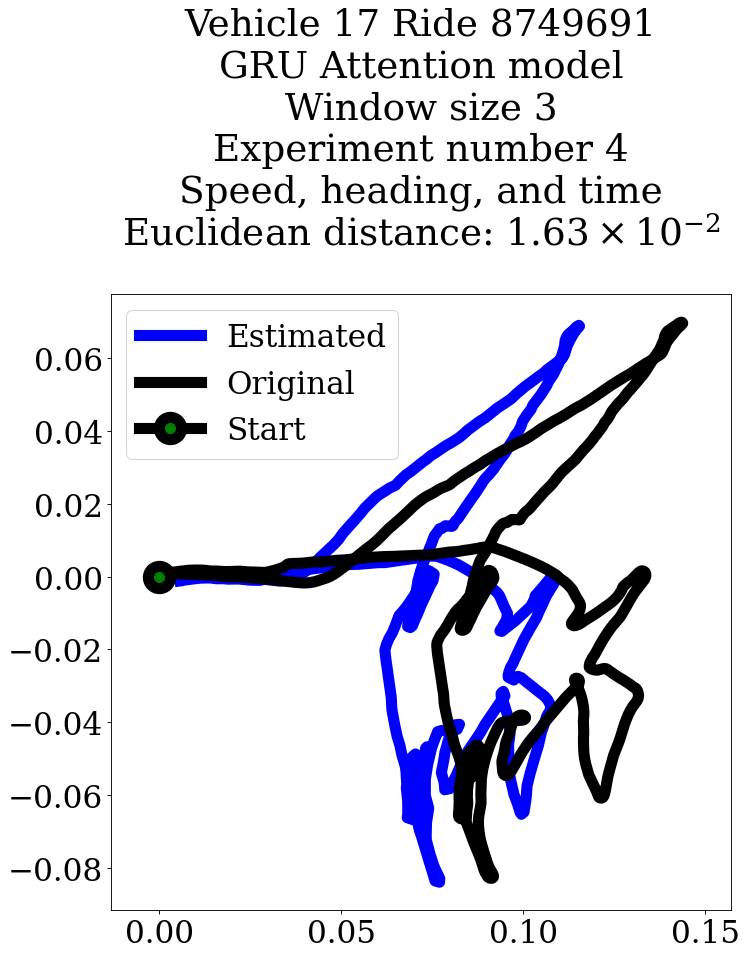 Vehicle 17 Ride 8749691
GRU Attention model
Window size 3
Experiment number 4
Speed, heading, and time
Euclidean distance: 1.63 × 10⁻²
Estimated
Original
Start
0.06
0.04
0.02
0.00
−0.02
−0.04
−0.06
−0.08
0.00 0.05 0.10 0.15